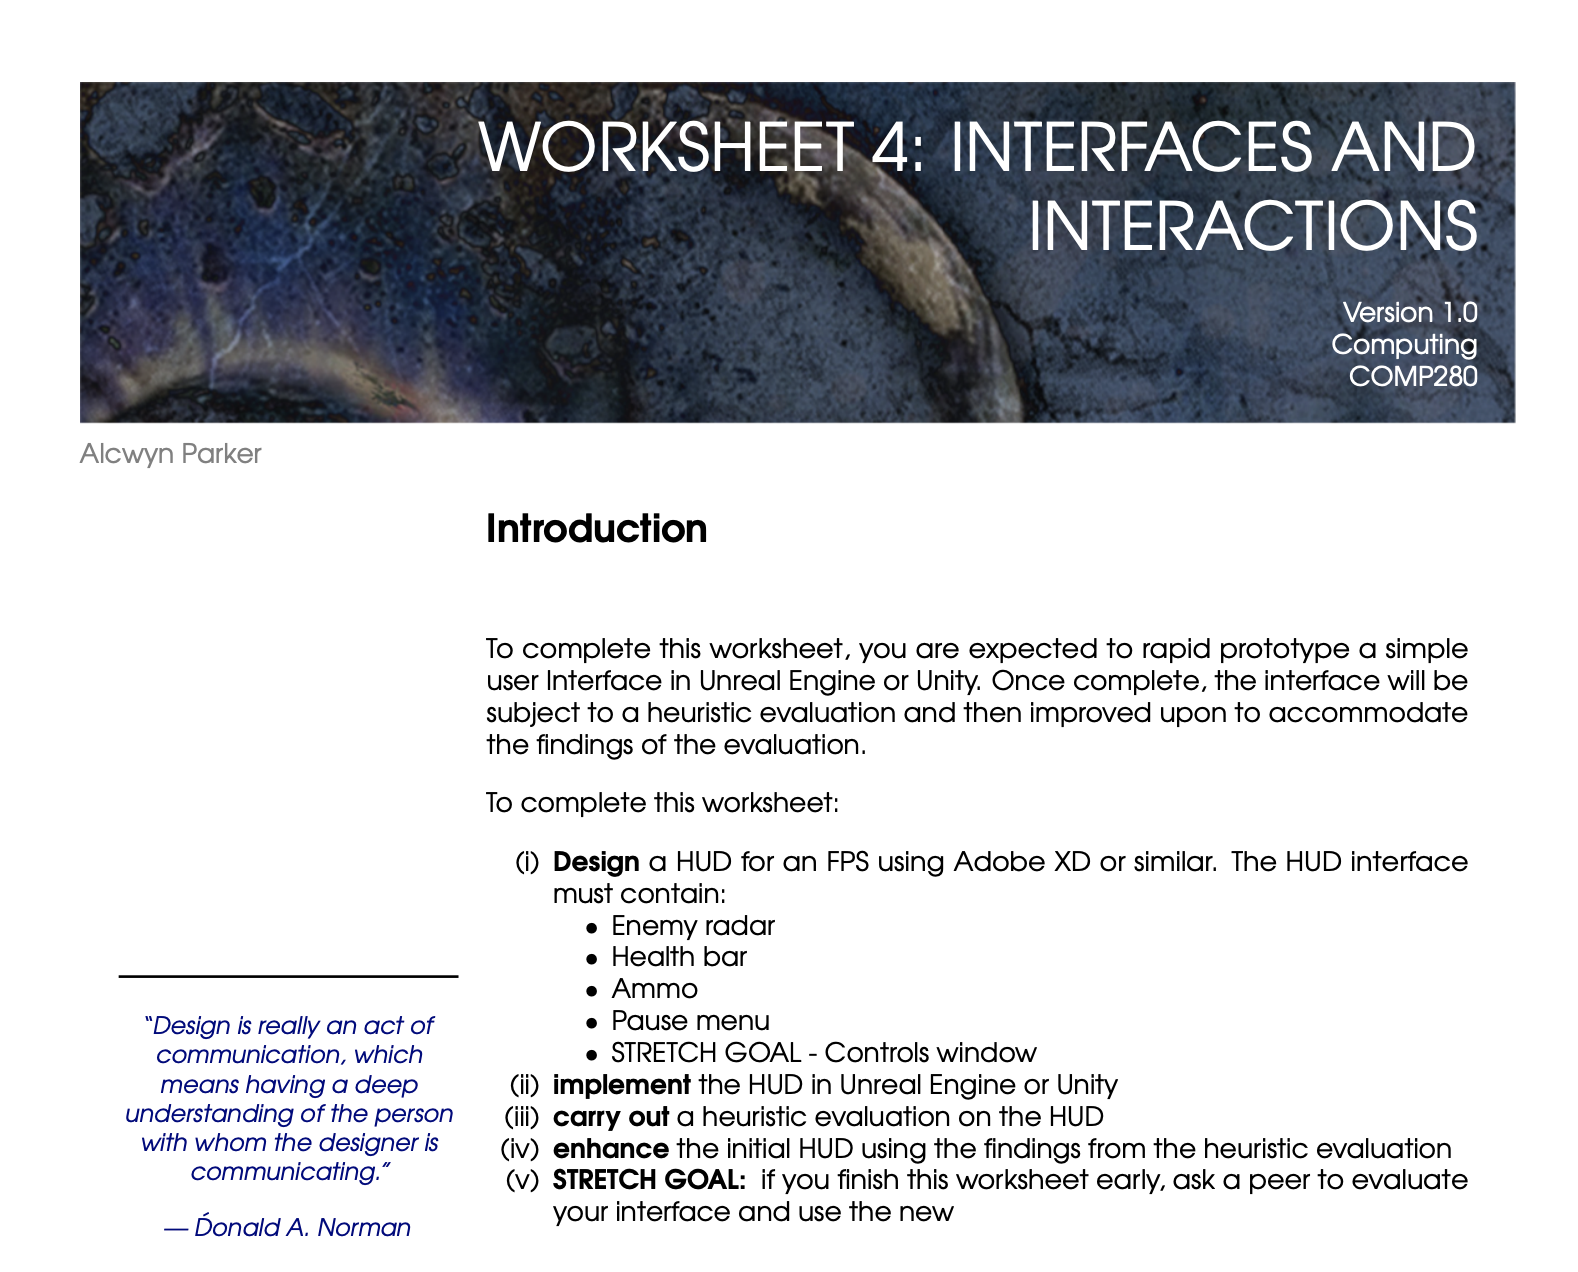 WORKSHEET 4: INTERFACES AND
INTERACTIONS
Version 1.0
Computing
COMP280
Alcwyn Parker
Introduction
To complete this worksheet, you are expected to rapid prototype a simple
user Interface in Unreal Engine or Unity. Once complete, the interface will be
subject to a heuristic evaluation and then improved upon to accommodate
the findings of the evaluation.
To complete this worksheet:
(i) Design a HUD for an FPS using Adobe XD or similar. The HUD interface
must contain:
• Enemy radar
• Health bar
• Ammo
• Pause menu
• STRETCH GOAL - Controls window
(ii) implement the HUD in Unreal Engine or Unity
(iii) carry out a heuristic evaluation on the HUD
(iv) enhance the initial HUD using the findings from the heuristic evaluation
(v) STRETCH GOAL: if you finish this worksheet early, ask a peer to evaluate
your interface and use the new
“Design is really an act of
communication, which
means having a deep
understanding of the person
with whom the designer is
communicating.”
— D́onald A. Norman